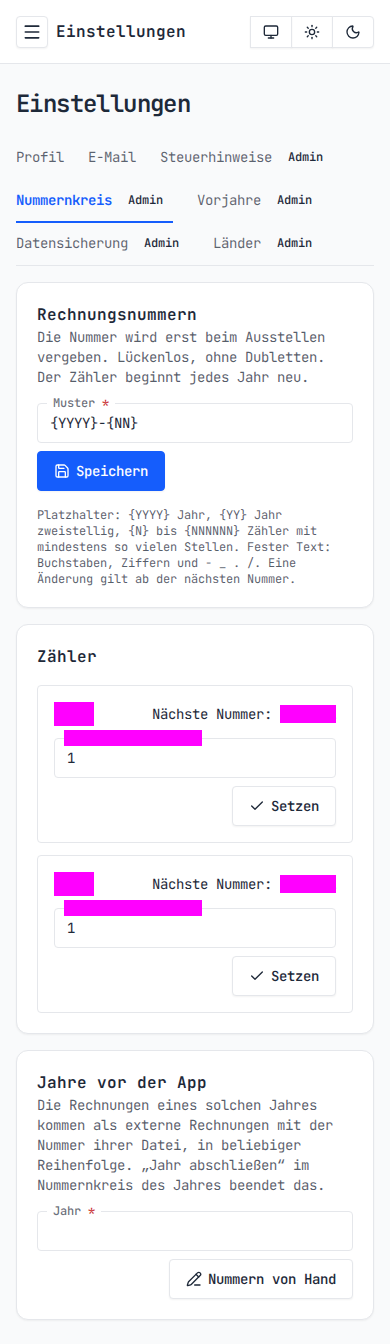 Einstellungen
Einstellungen
Profil E-Mail Steuerhinweise Admin
Nummernkreis Admin Vorjahre Admin
Datensicherung Admin Länder Admin
Rechnungsnummern
Die Nummer wird erst beim Ausstellen
vergeben. Lückenlos, ohne Dubletten.
Der Zähler beginnt jedes Jahr neu.
Muster *
{YYYY}-{NN}
Speichern
Platzhalter: {YYYY} Jahr, {YY} Jahr
zweistellig, {N} bis {NNNNNN} Zähler mit
mindestens so vielen Stellen. Fester Text:
Buchstaben, Ziffern und - _ . /. Eine
Änderung gilt ab der nächsten Nummer.
Zähler
Nächste Nummer:
1
Setzen
Nächste Nummer:
1
Setzen
Jahre vor der App
Die Rechnungen eines solchen Jahres
kommen als externe Rechnungen mit der
Nummer ihrer Datei, in beliebiger
Reihenfolge. „Jahr abschließen“ im
Nummernkreis des Jahres beendet das.
Jahr *
Nummern von Hand